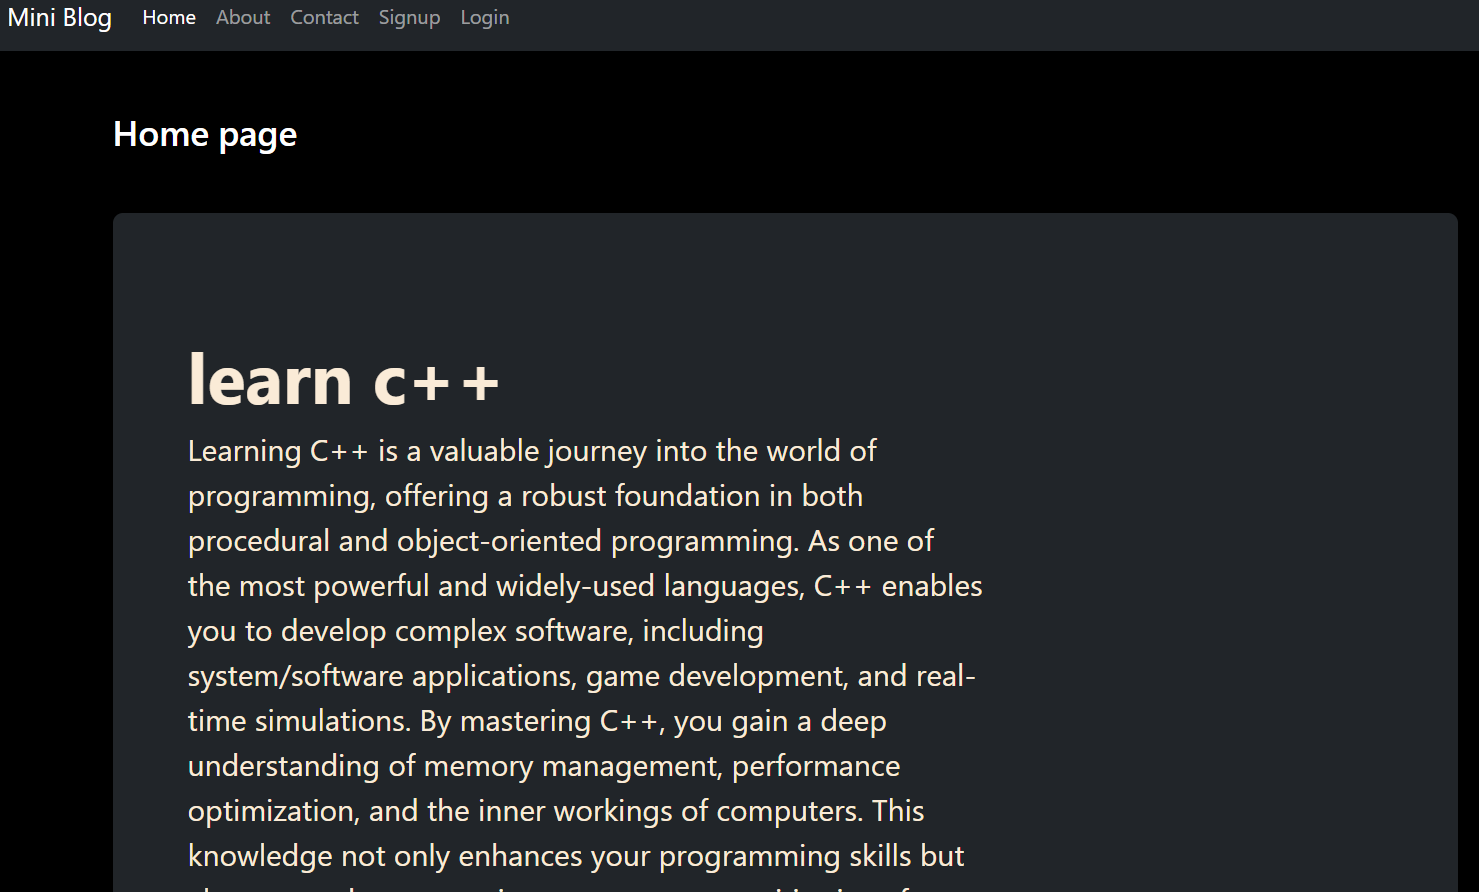 Mini Blog Home About Contact Signup Login
Home page
learn c++
Learning C++ is a valuable journey into the world of
programming, offering a robust foundation in both
procedural and object-oriented programming. As one of
the most powerful and widely-used languages, C++ enables
you to develop complex software, including
system/software applications, game development, and real-
time simulations. By mastering C++, you gain a deep
understanding of memory management, performance
optimization, and the inner workings of computers. This
knowledge not only enhances your programming skills but